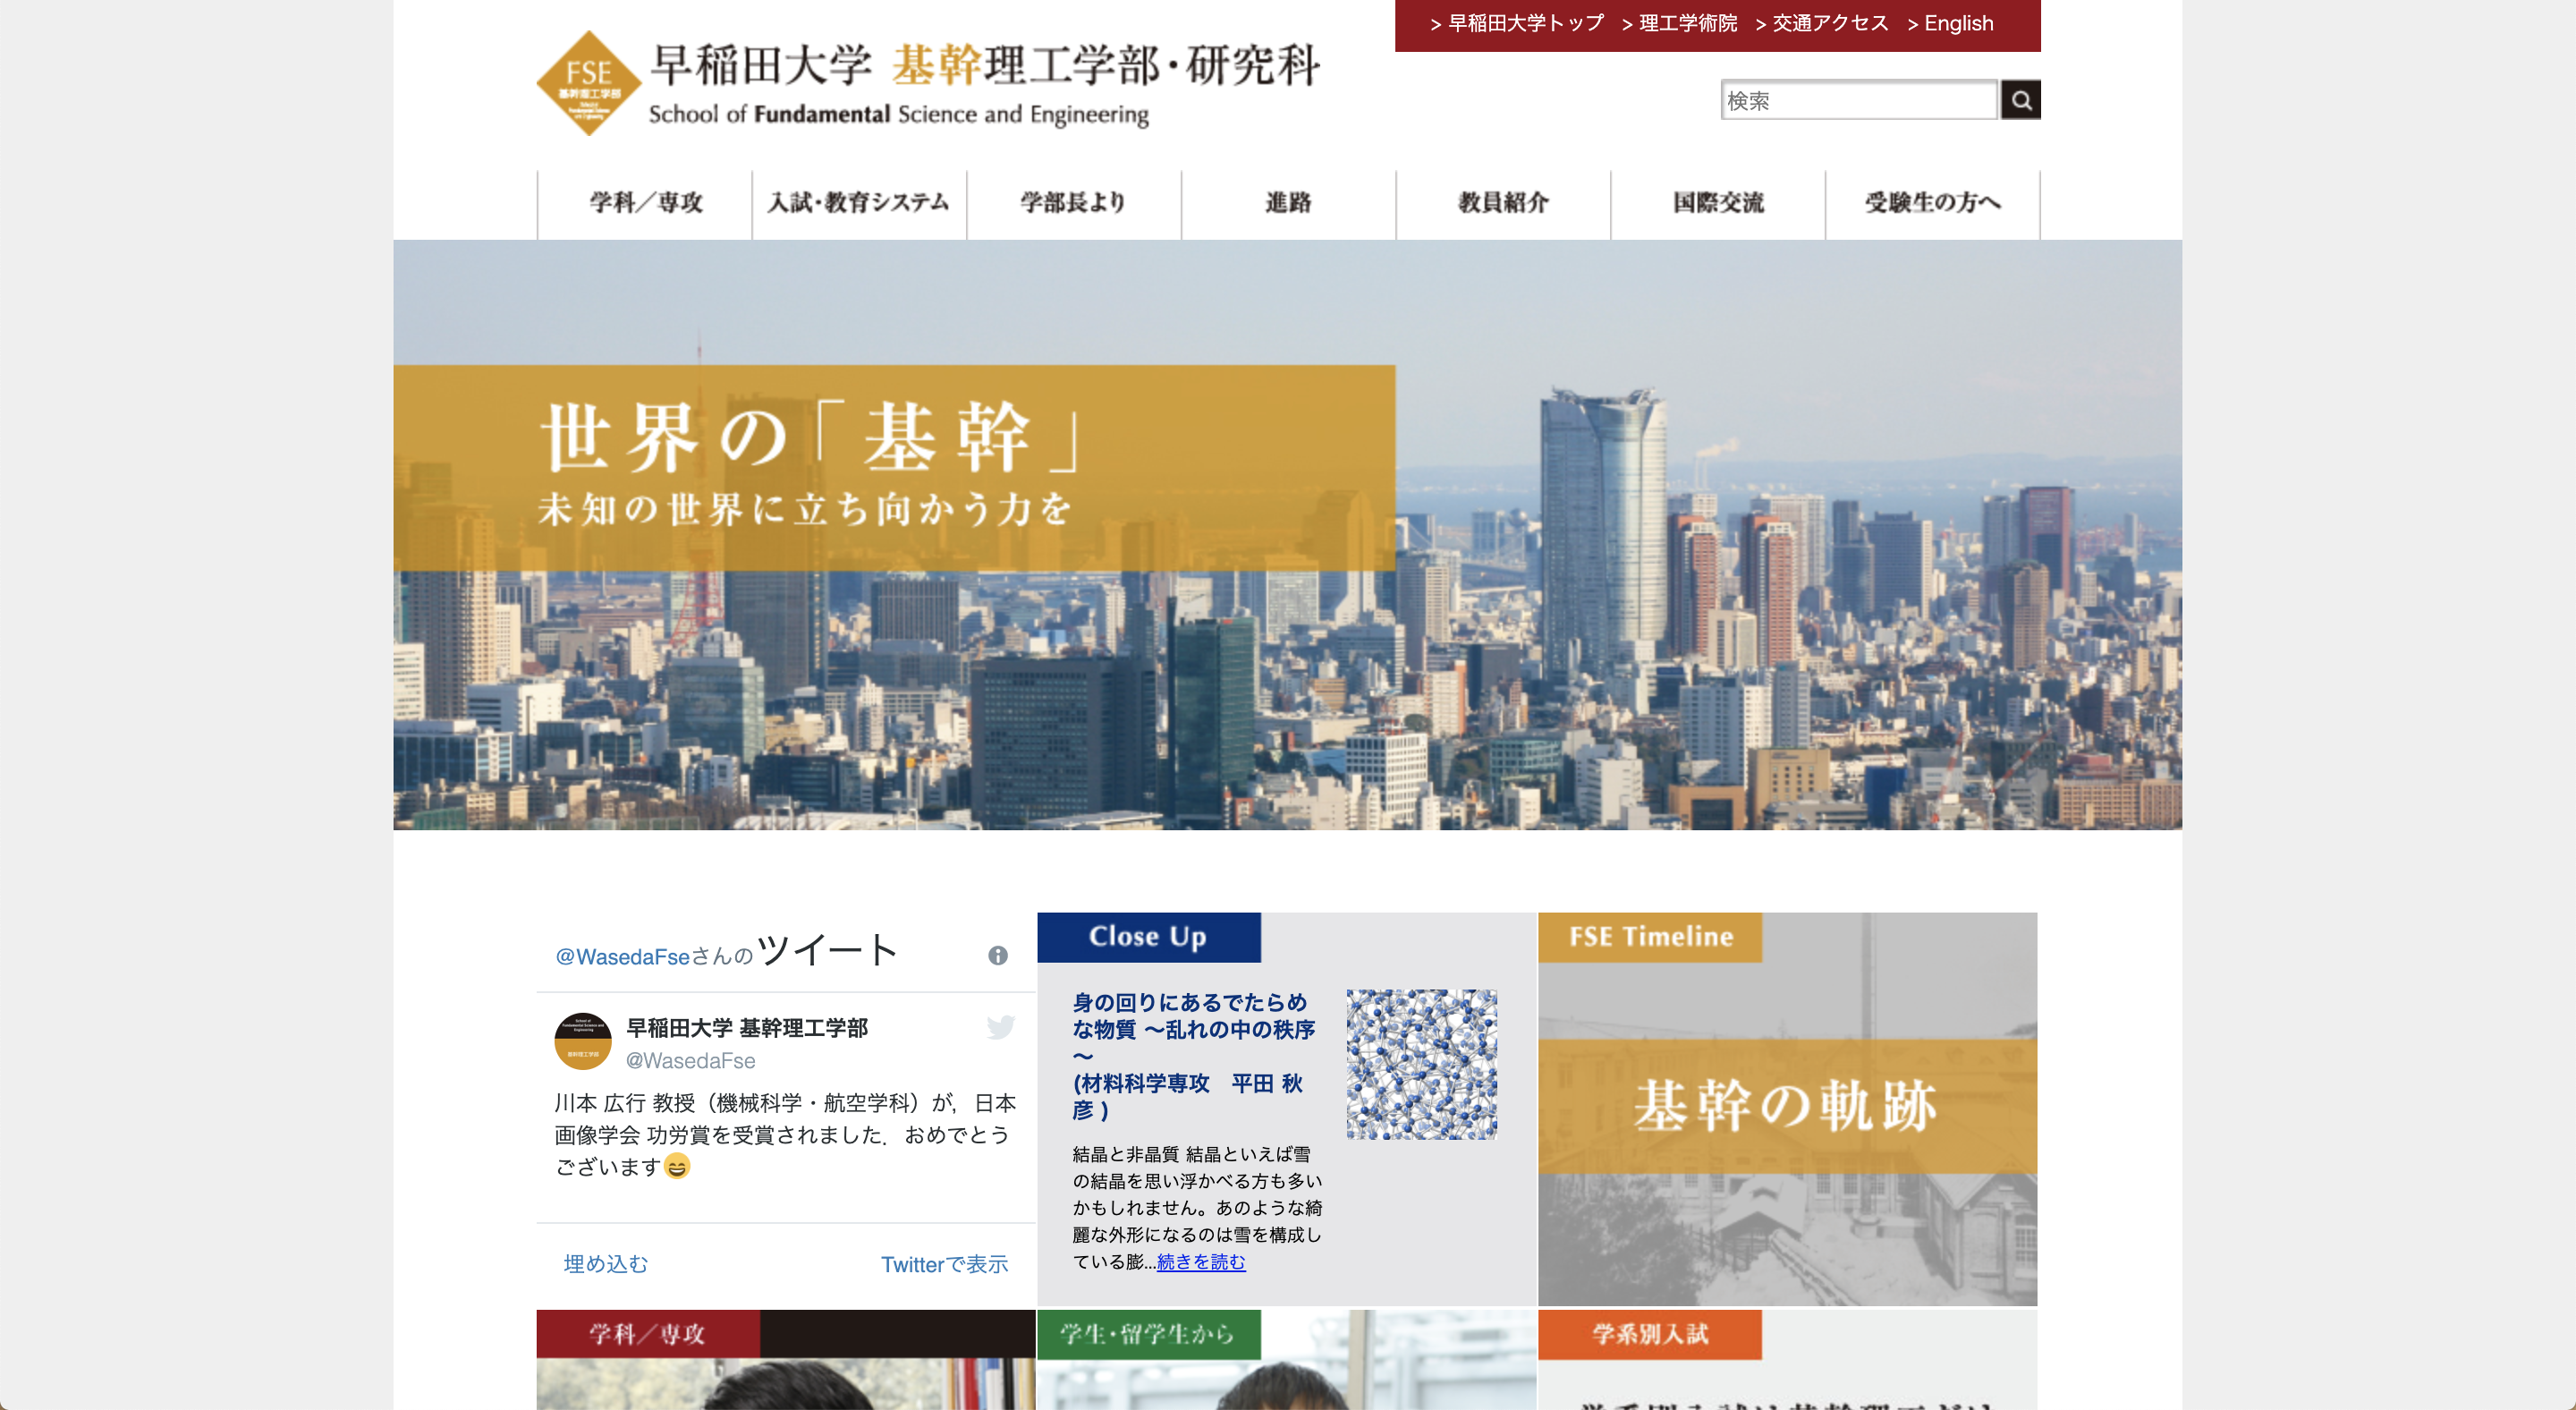 > 早稲田大学トップ > 理工学術院 > 交通アクセス > English
FSE
基幹理工学部
早稲田大学 基幹理工学部・研究科
School of Fundamental Science and Engineering
検索
学科／専攻 入試・教育システム 学部長より 進路 教員紹介 国際交流 受験生の方へ
世界の「基幹」
未知の世界に立ち向かう力を
@WasedaFseさんのツイート
早稲田大学 基幹理工学部
@WasedaFse
川本 広行 教授（機械科学・航空学科）が，日本
画像学会 功労賞を受賞されました．おめでとう
ございます😄
埋め込む Twitterで表示
Close Up
身の回りにあるでたらめ
な物質 〜乱れの中の秩序
〜
(材料科学専攻　平田 秋
彦 )
結晶と非晶質 結晶といえば雪
の結晶を思い浮かべる方も多い
かもしれません。あのような綺
麗な外形になるのは雪を構成し
ている膨...続きを読む
FSE Timeline
基幹の軌跡
学科／専攻
学生・留学生から
学系別入試